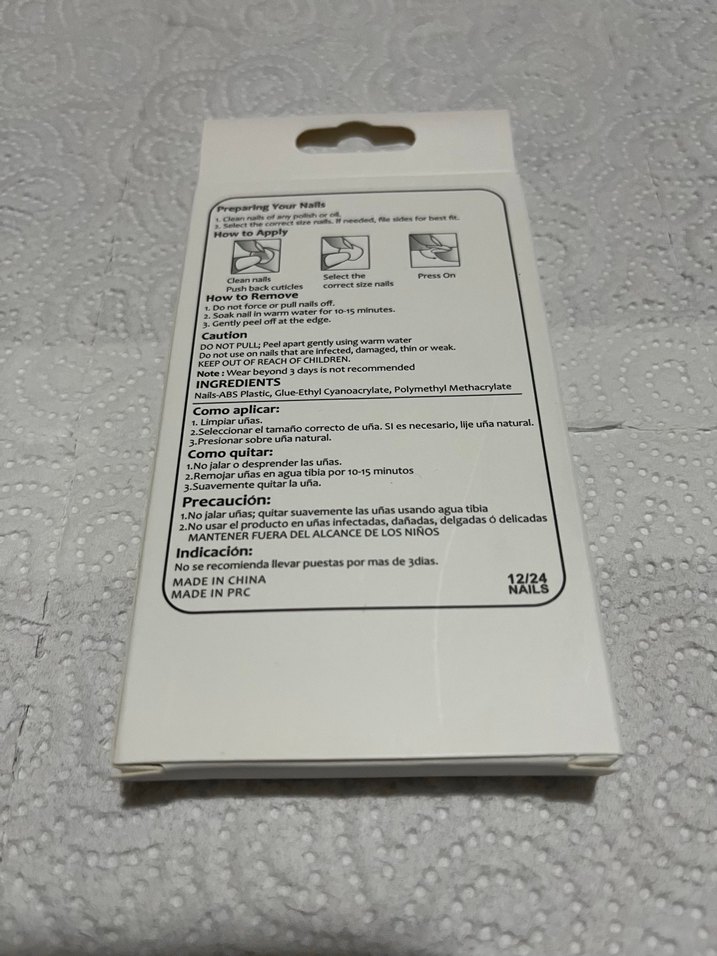 Preparing Your Nails
1. Clean nails of any polish or oil.
2. Select the correct size nails. If needed, file sides for best fit.
How to Apply
Clean nails
Push back cuticles
Select the
correct size nails
Press On
How to Remove
1. Do not force or pull nails off.
2. Soak nail in warm water for 10-15 minutes.
3. Gently peel off at the edge.
Caution
DO NOT PULL; Peel apart gently using warm water
Do not use on nails that are infected, damaged, thin or weak.
KEEP OUT OF REACH OF CHILDREN.
Note : Wear beyond 3 days is not recommended
INGREDIENTS
Nails-ABS Plastic, Glue-Ethyl Cyanoacrylate, Polymethyl Methacrylate
Como aplicar:
1. Limpiar uñas.
2.Seleccionar el tamaño correcto de uña. SI es necesario, lije uña natural.
3.Presionar sobre uña natural.
Como quitar:
1.No jalar o desprender las uñas.
2.Remojar uñas en agua tibia por 10-15 minutos
3.Suavemente quitar la uña.
Precaución:
1.No jalar uñas; quitar suavemente las uñas usando agua tibia
2.No usar el producto en uñas infectadas, dañadas, delgadas ó delicadas
MANTENER FUERA DEL ALCANCE DE LOS NIÑOS
Indicación:
No se recomienda llevar puestas por mas de 3dias.
MADE IN CHINA
MADE IN PRC
12/24
NAILS